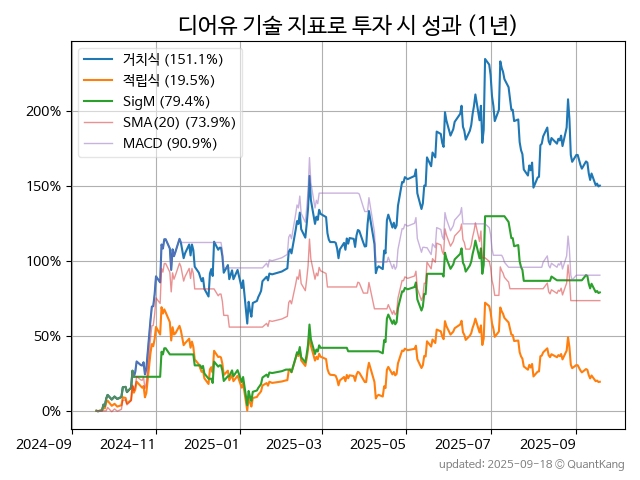 디어유 기술 지표로 투자 시 성과 (1년)
거치식 (151.1%)
적립식 (19.5%)
SigM (79.4%)
SMA(20) (73.9%)
MACD (90.9%)
200%
150%
100%
50%
0%
2024-09 2024-11 2025-01 2025-03 2025-05 2025-07 2025-09
updated: 2025-09-18 © QuantKang